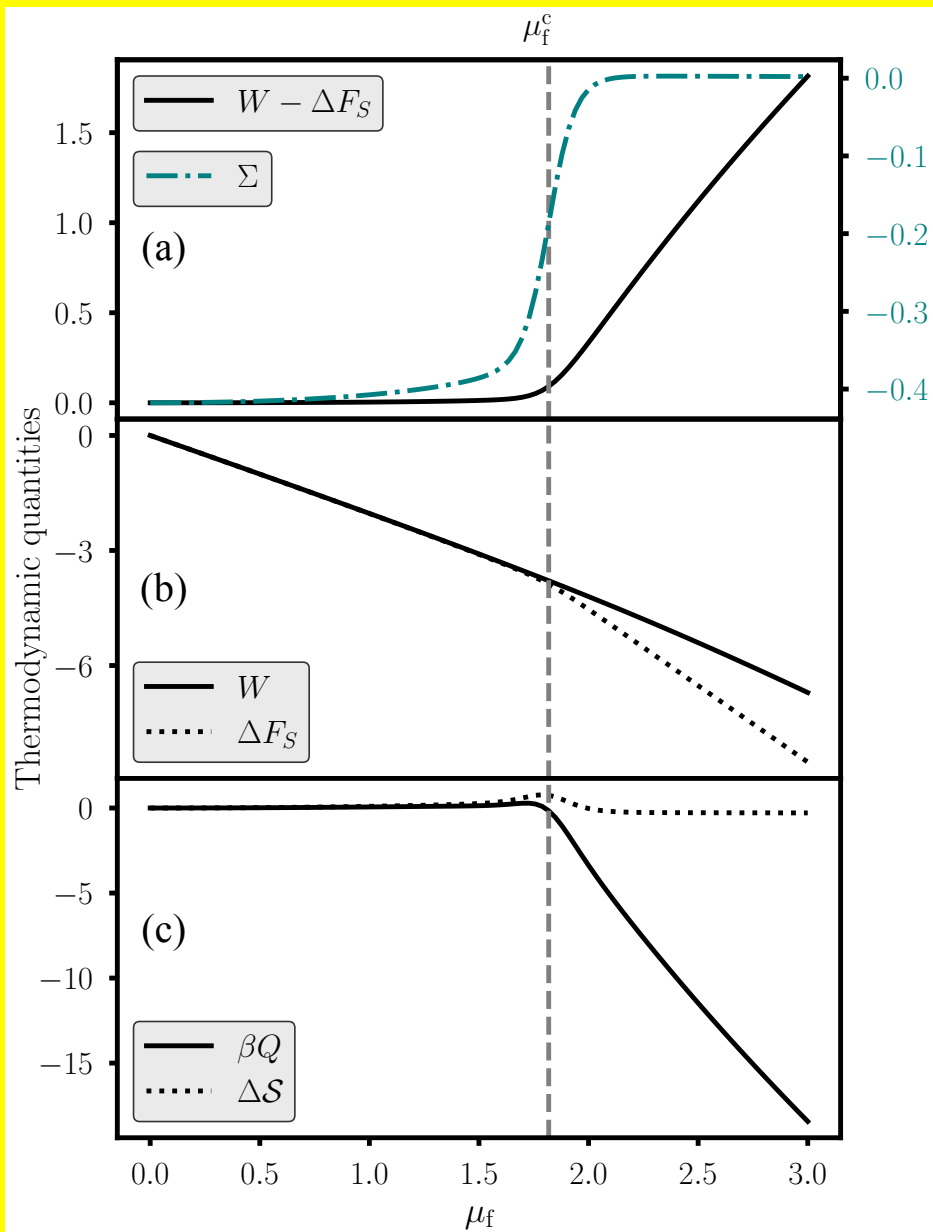 μ_f^c
W − ΔF_S
Σ
(a)
1.5
1.0
0.5
0.0
0.0
−0.1
−0.2
−0.3
−0.4
Thermodynamic quantities
0
−3
−6
(b)
W
ΔF_S
0
−5
−10
−15
(c)
βQ
Δ𝒮
0.0 0.5 1.0 1.5 2.0 2.5 3.0
μ_f